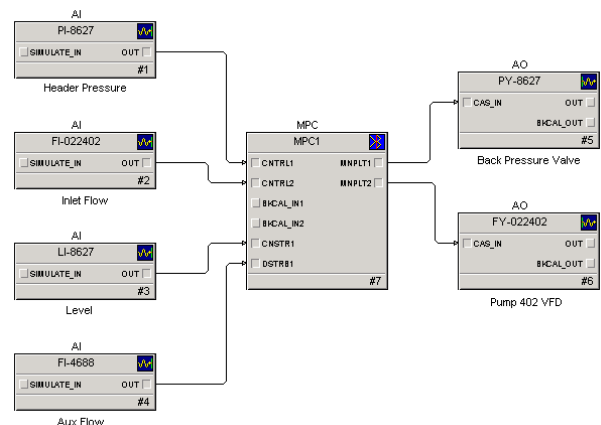 AI
PI-8627
SIMULATE_IN OUT
#1
Header Pressure
AI
FI-022402
SIMULATE_IN OUT
#2
Inlet Flow
AI
LI-8627
SIMULATE_IN OUT
#3
Level
AI
FI-4688
SIMULATE_IN OUT
#4
Aux Flow
MPC
MPC1
CNTRL1 MNPLT1
CNTRL2 MNPLT2
BKCAL_IN1
BKCAL_IN2
CNSTR1
DSTRB1
#7
AO
PY-8627
CAS_IN OUT
BKCAL_OUT
#5
Back Pressure Valve
AO
FY-022402
CAS_IN OUT
BKCAL_OUT
#6
Pump 402 VFD